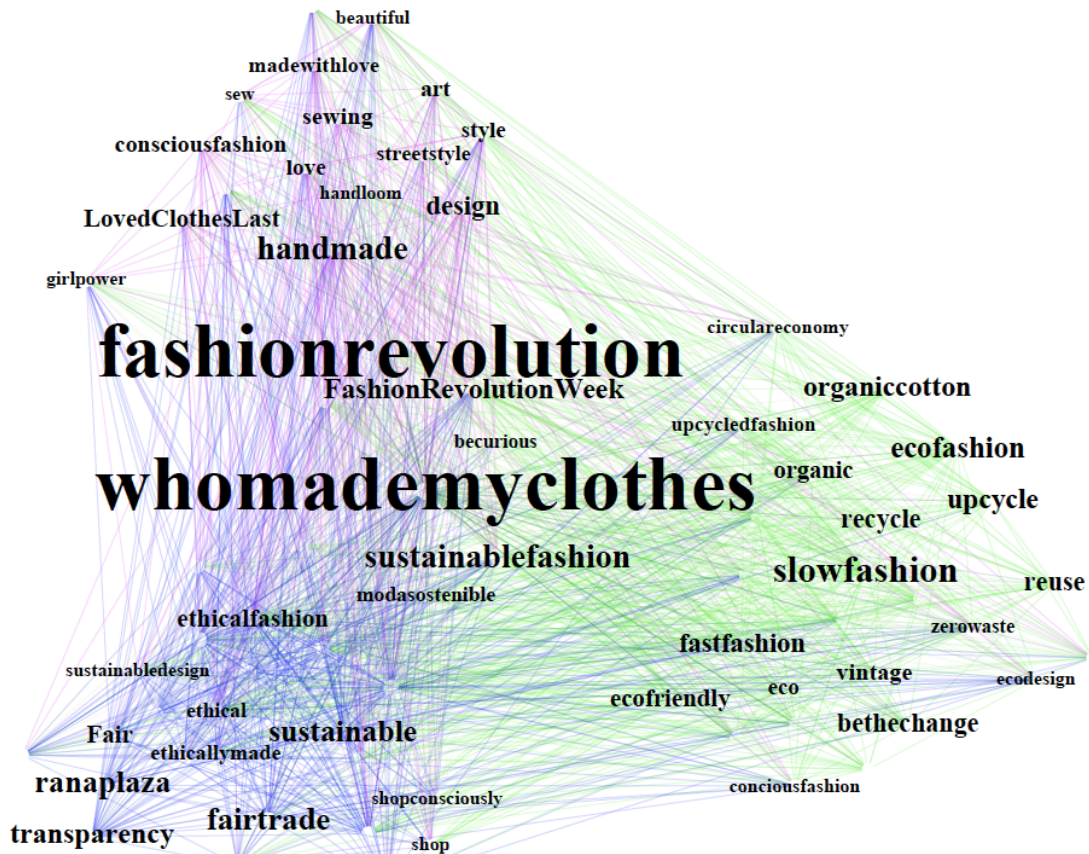 beautiful
madewithlove
art
sew
sewing
style
consciousfashion
streetstyle
love
handloom
design
LovedClothesLast
handmade
girlpower
circulareconomy
fashionrevolution
FashionRevolutionWeek
organiccotton
upcycledfashion
becurious
ecofashion
organic
whomademyclothes
upcycle
recycle
sustainablefashion
slowfashion
reuse
modasostenible
ethicalfashion
zerowaste
fastfashion
sustainabledesign
vintage
ecodesign
eco
ecofriendly
ethical
bethechange
Fair
sustainable
ethicallymade
ranaplaza
conciousfashion
shopconsciously
fairtrade
transparency
shop